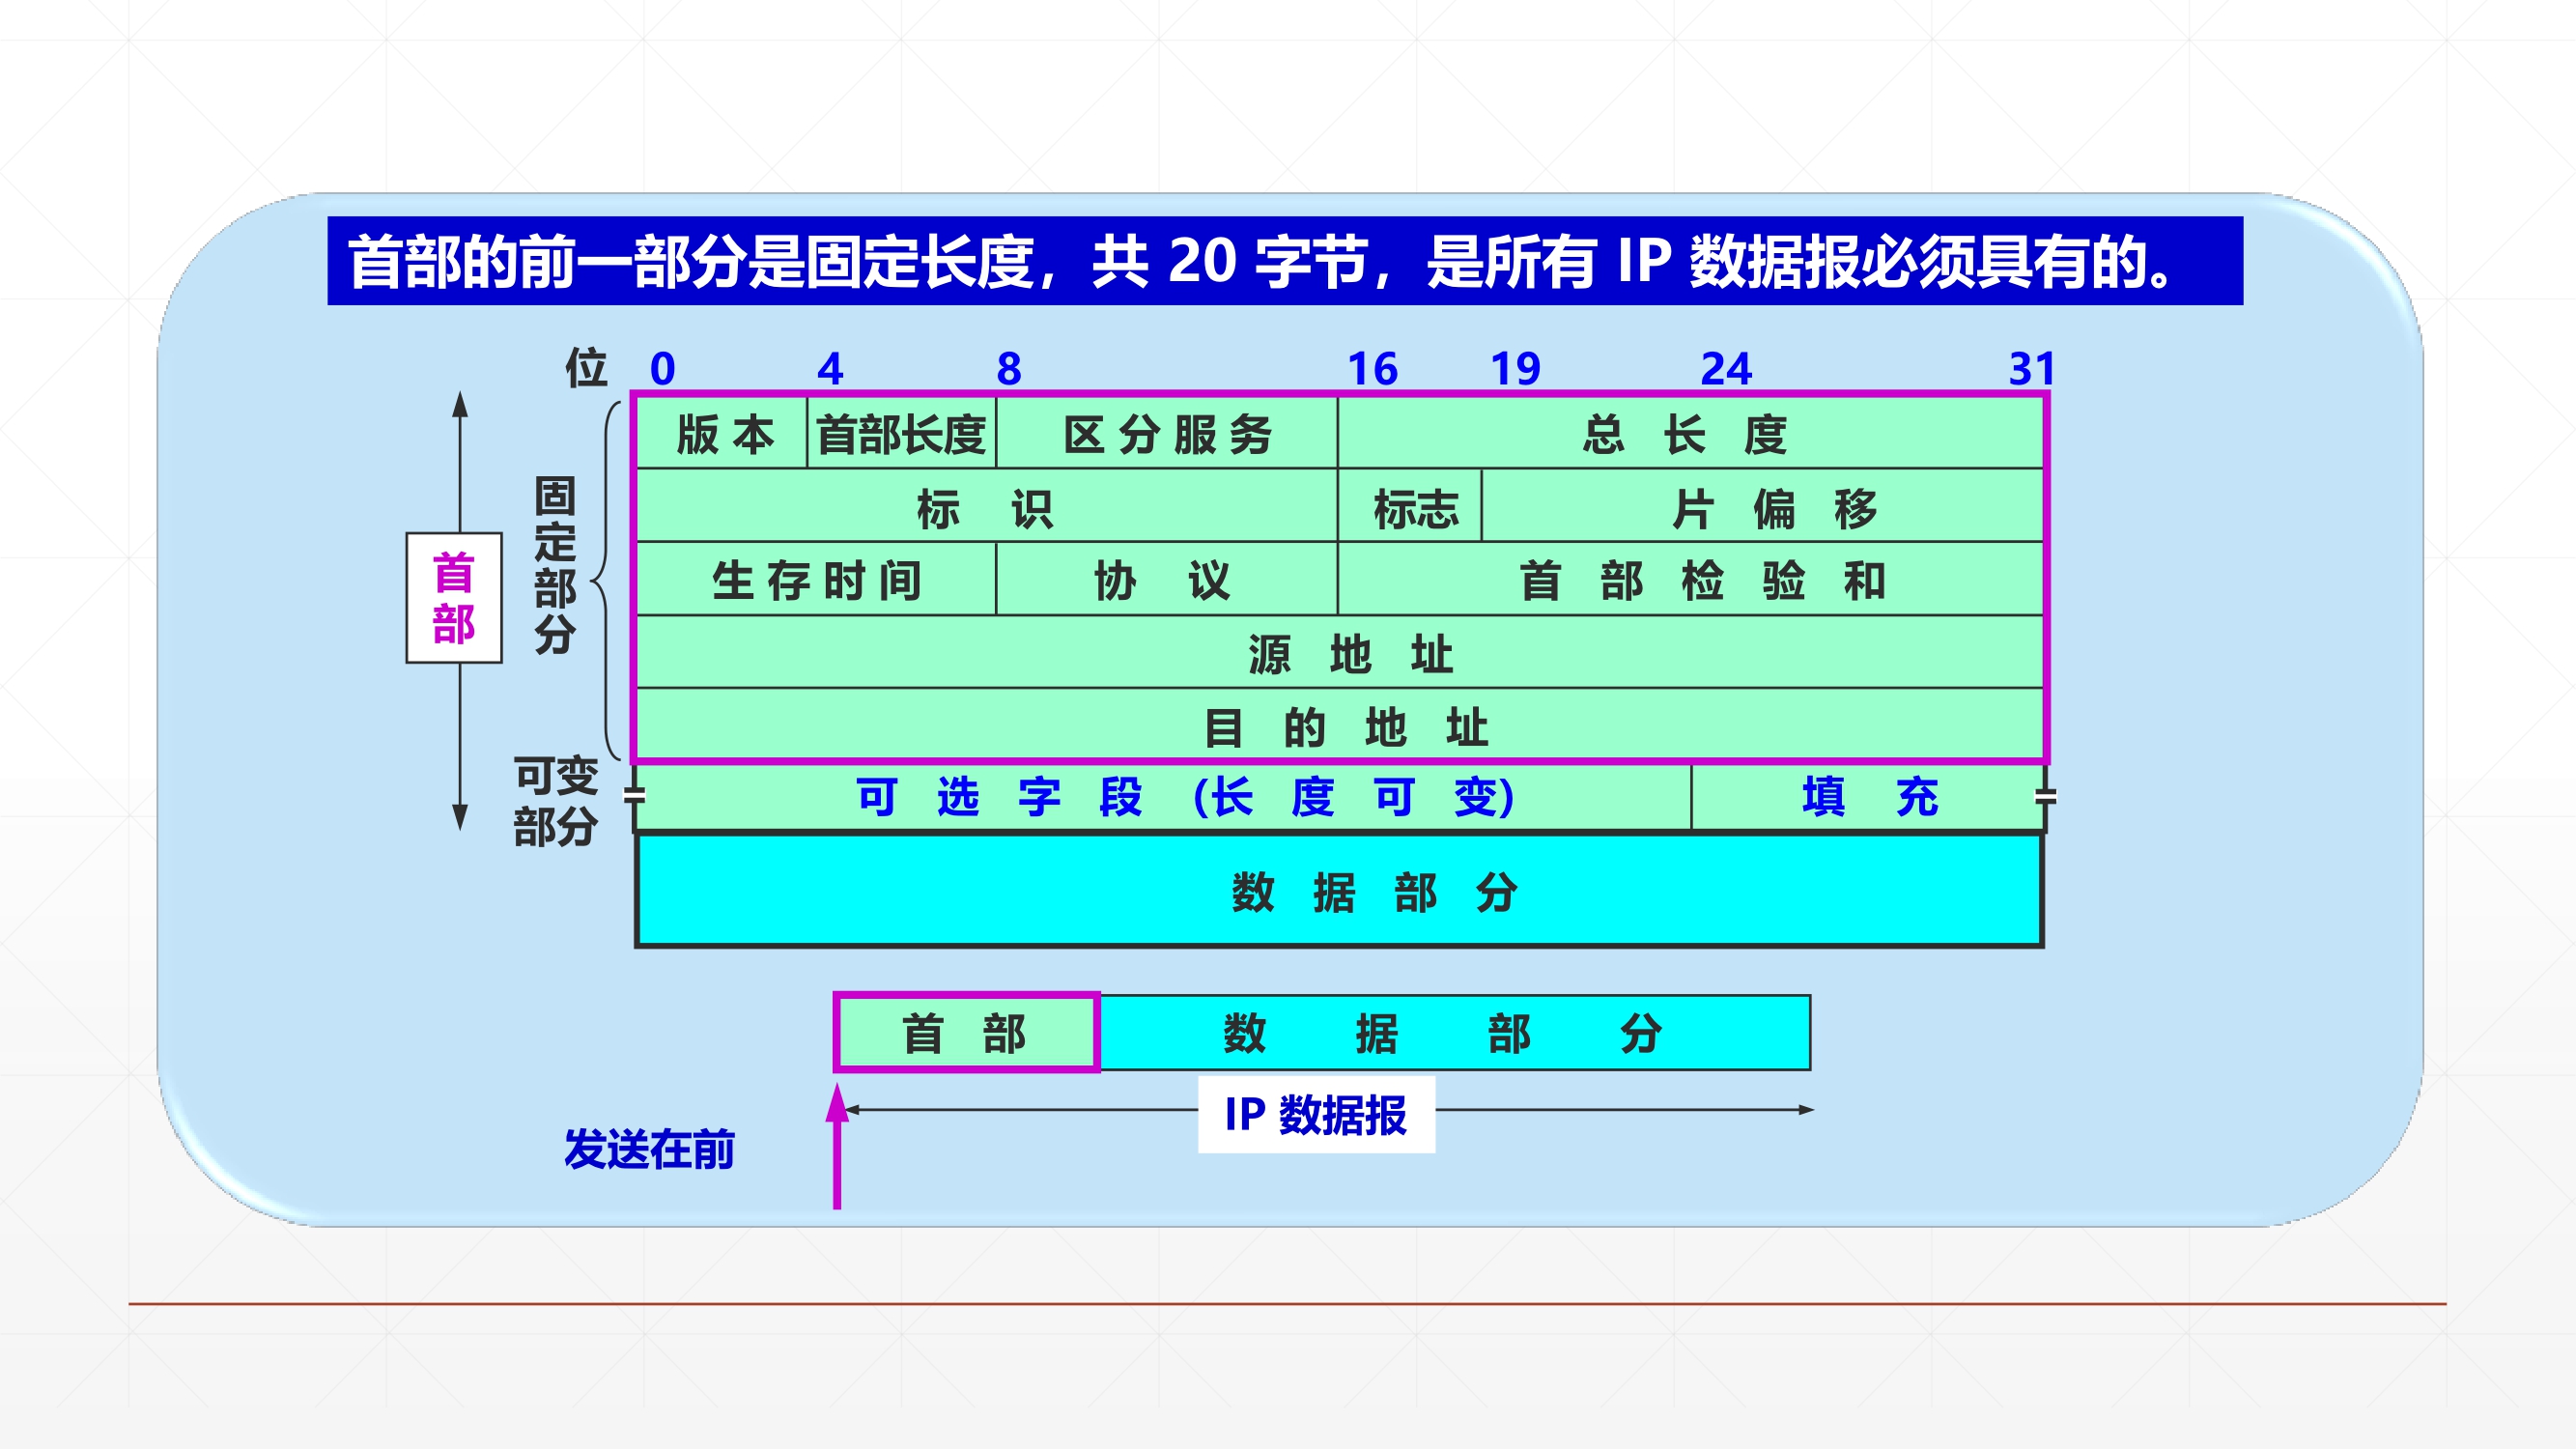 首部的前一部分是固定长度，共 20 字节，是所有 IP 数据报必须具有的。
位 0 4 8 16 19 24 31
版 本 首部长度 区 分 服 务 总 长 度
标 识 标志 片 偏 移
生 存 时 间 协 议 首 部 检 验 和
源 地 址
目 的 地 址
可 选 字 段 (长 度 可 变) 填 充
数 据 部 分
首
部
固
定
部
分
可变
部分
首 部 数 据 部 分
IP 数据报
发送在前